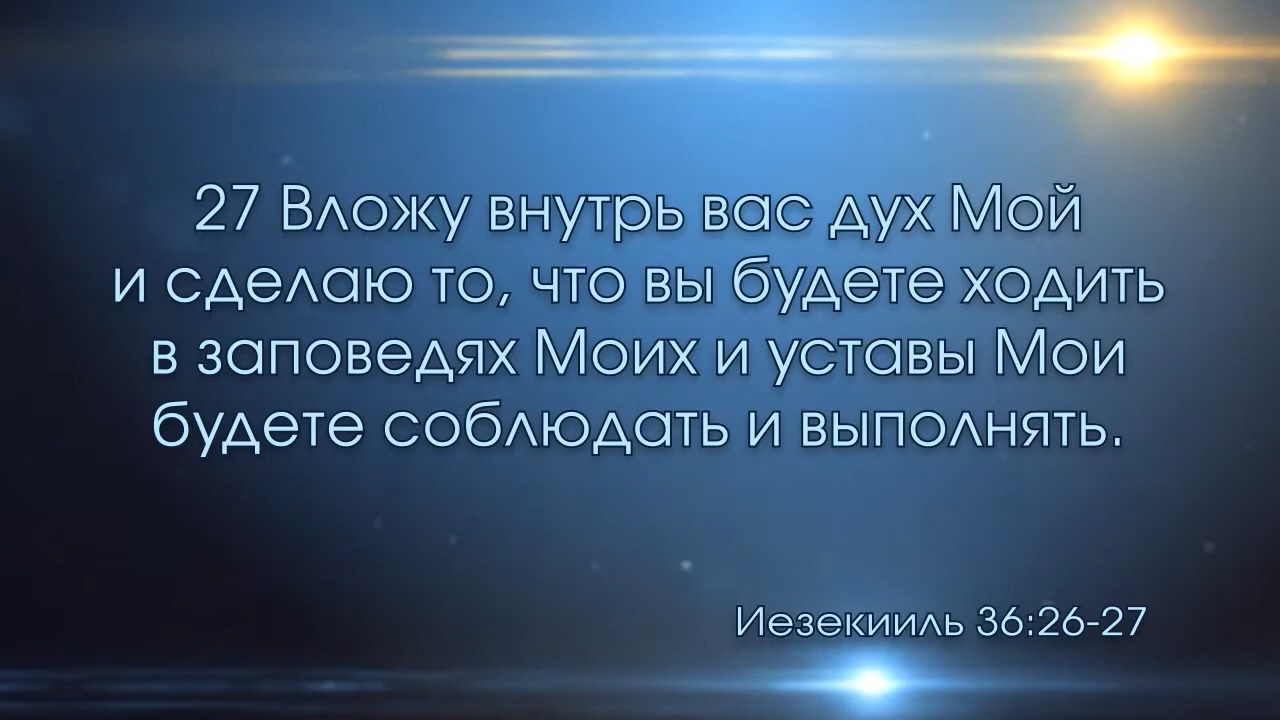 27 Вложу внутрь вас дух Мой
и сделаю то, что вы будете ходить
в заповедях Моих и уставы Мои
будете соблюдать и выполнять.
Иезекииль 36:26-27